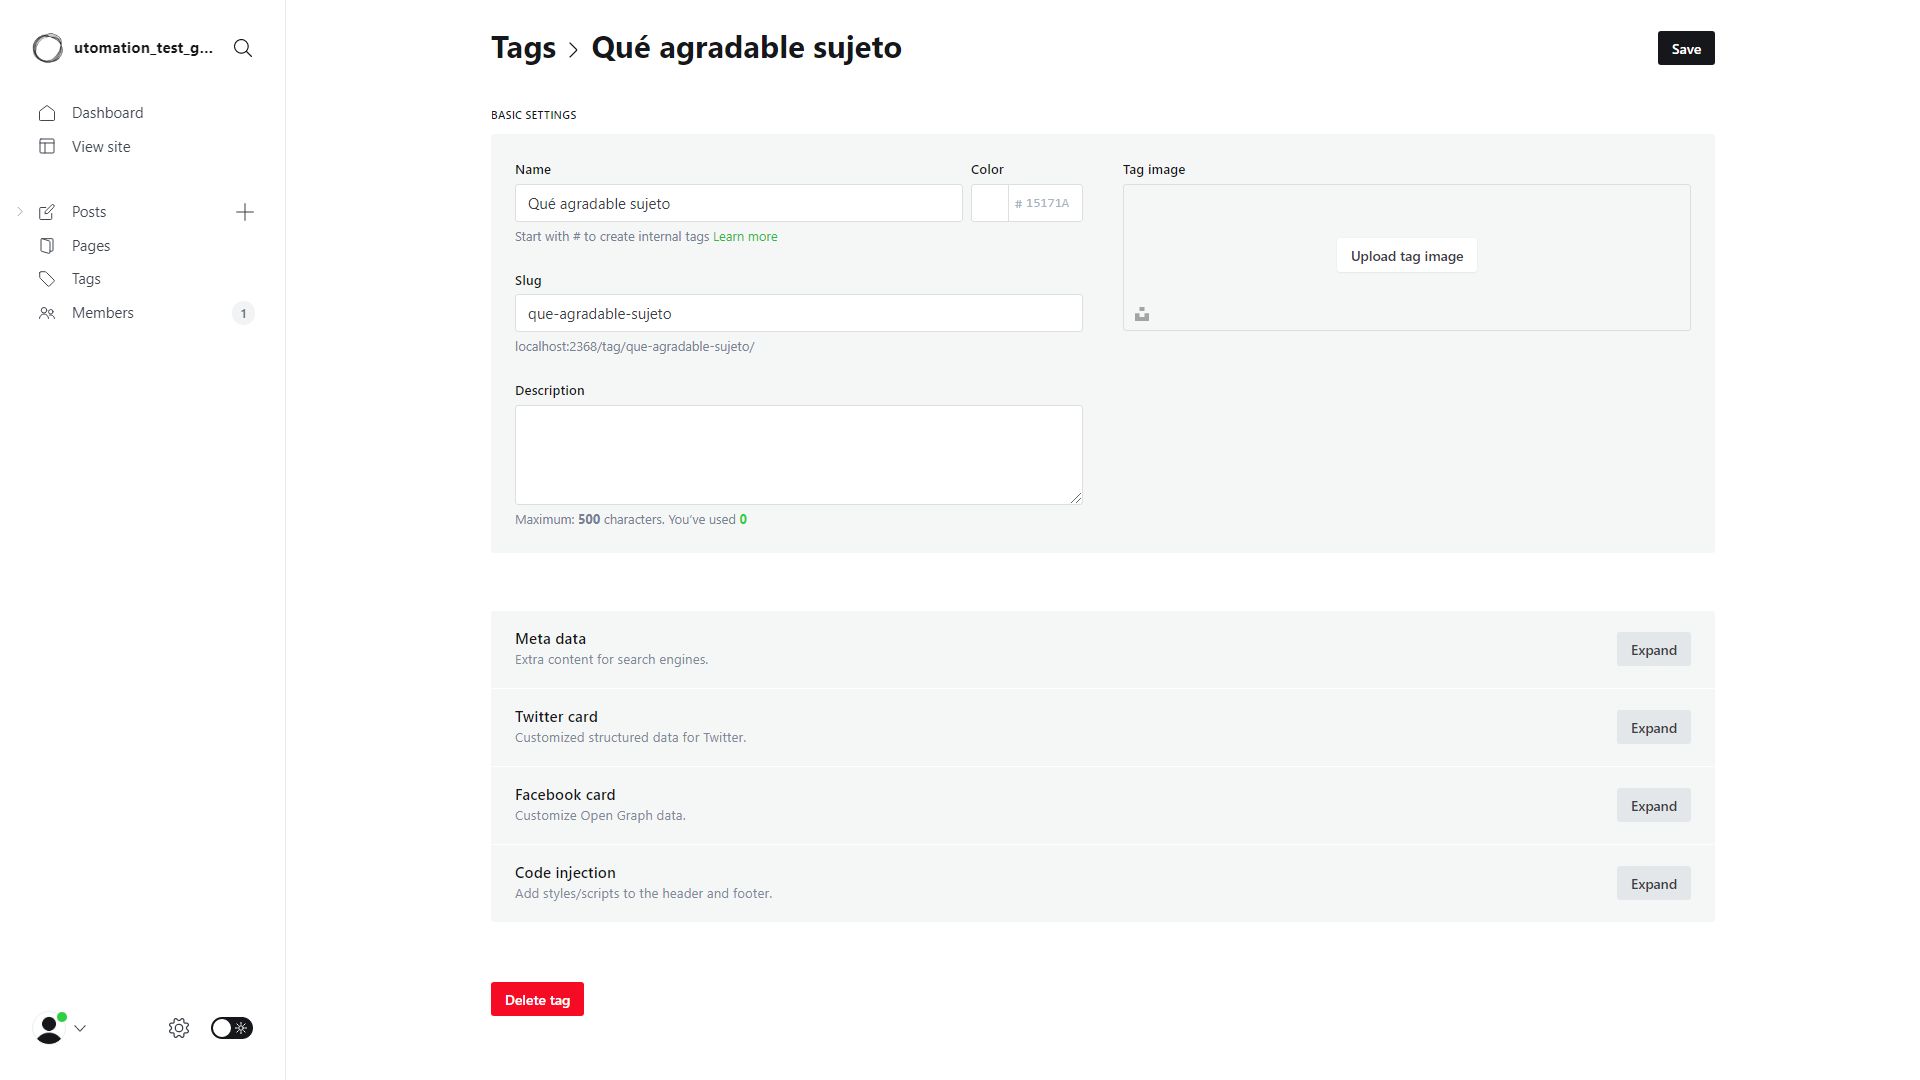 utomation_test_g...
Dashboard
View site
Posts
Pages
Tags
Members
1
Tags
Qué agradable sujeto
Save
BASIC SETTINGS
Name
Qué agradable sujeto
Start with # to create internal tags Learn more
Color
# 15171A
Slug
que-agradable-sujeto
localhost:2368/tag/que-agradable-sujeto/
Description
Maximum: 500 characters. You’ve used 0
Tag image
Upload tag image
Meta data
Extra content for search engines.
Expand
Twitter card
Customized structured data for Twitter.
Expand
Facebook card
Customize Open Graph data.
Expand
Code injection
Add styles/scripts to the header and footer.
Expand
Delete tag